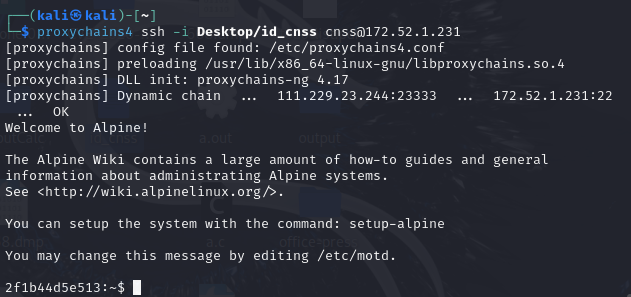 ┌──(kali㉿kali)-[~]
└─$ proxychains4 ssh -i Desktop/id_cnss cnss@172.52.1.231
[proxychains] config file found: /etc/proxychains4.conf
[proxychains] preloading /usr/lib/x86_64-linux-gnu/libproxychains.so.4
[proxychains] DLL init: proxychains-ng 4.17
[proxychains] Dynamic chain  ...  111.229.23.244:23333  ...  172.52.1.231:22
 ...  OK
Welcome to Alpine!
a.out
output
The Alpine Wiki contains a large amount of how-to guides and general
information about administrating Alpine systems.
See <http://wiki.alpinelinux.org/>.
You can setup the system with the command: setup-alpine
8.dmp
a.c
You may change this message by editing /etc/motd.
2f1b44d5e513:~$